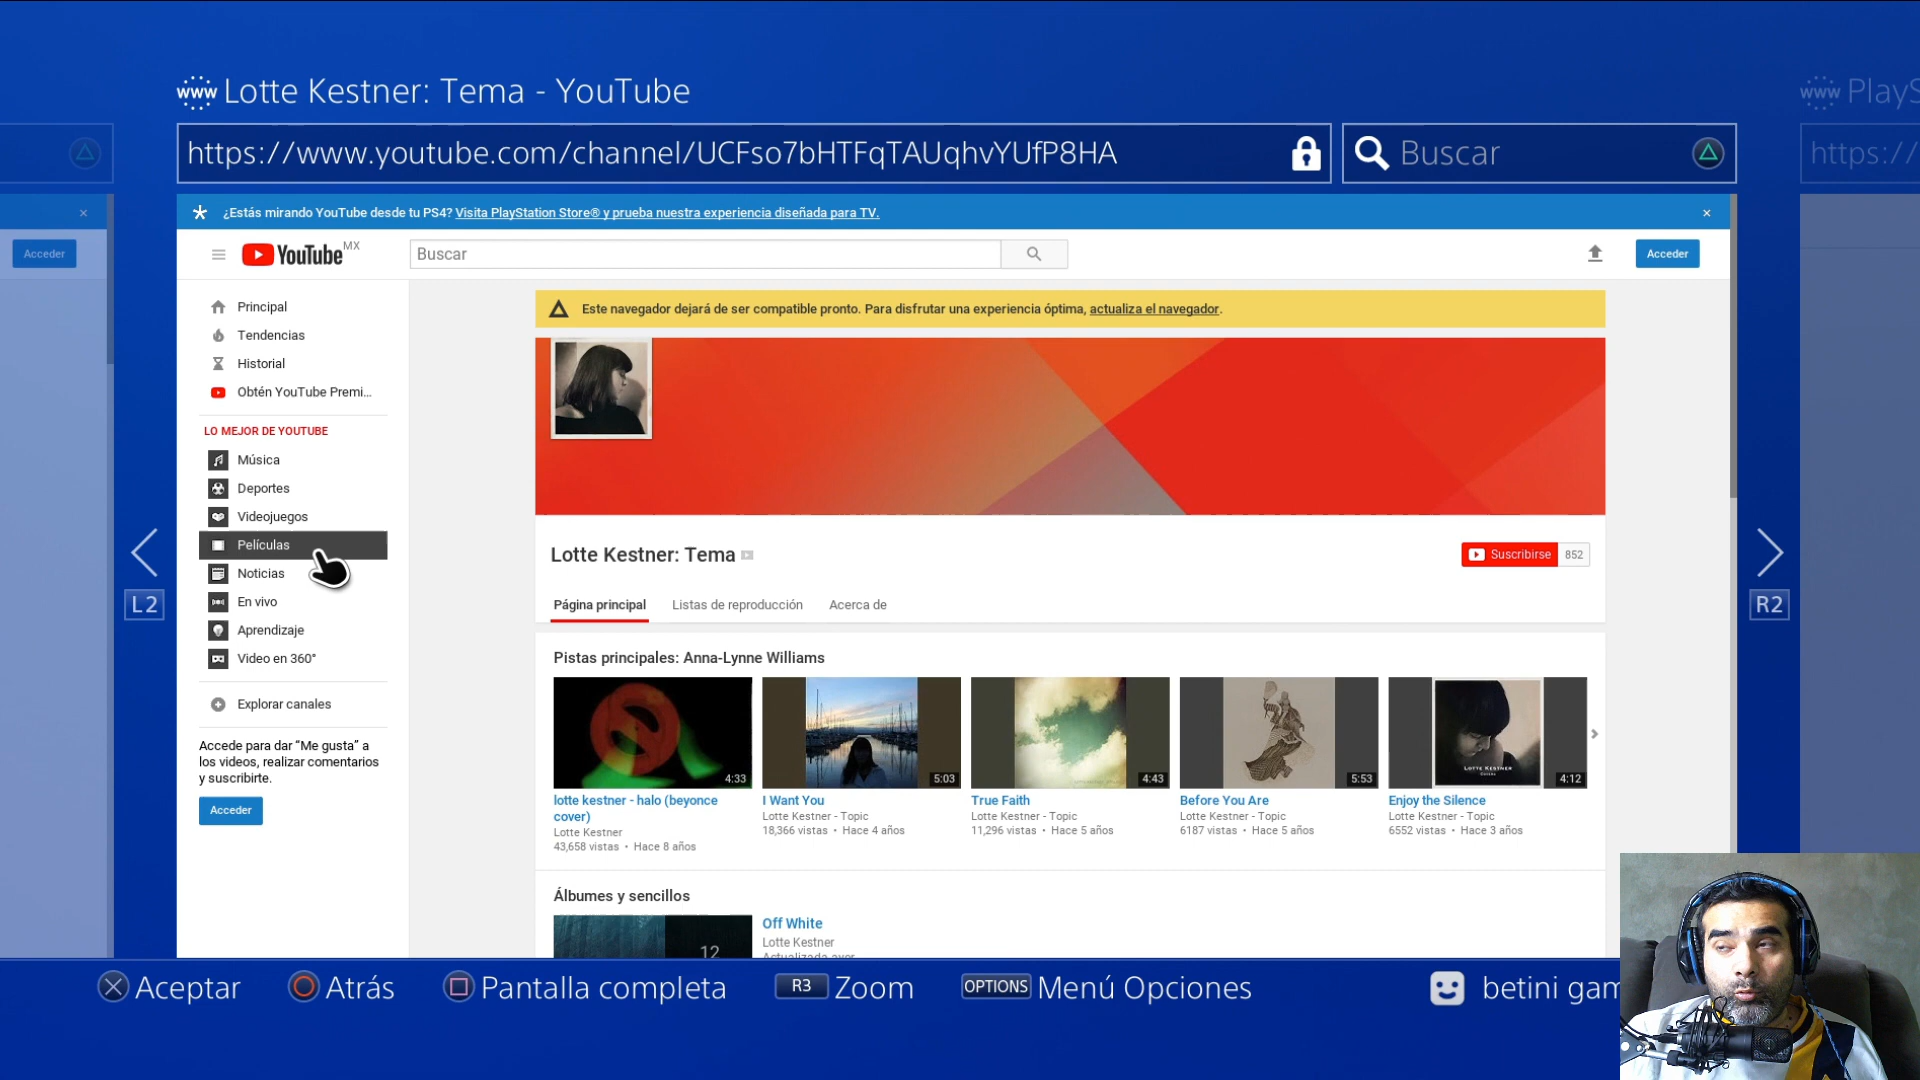 www Lotte Kestner: Tema - YouTube
www PlayS
https://www.youtube.com/channel/UCFso7bHTFqTAUqhvYUfP8HA
Buscar
https://
¿Estás mirando YouTube desde tu PS4? Visita PlayStation Store® y prueba nuestra experiencia diseñada para TV.
×
×
Acceder
YouTube MX
Buscar
Acceder
Principal
Tendencias
Historial
Obtén YouTube Premi...
LO MEJOR DE YOUTUBE
Música
Deportes
Videojuegos
Películas
Noticias
En vivo
Aprendizaje
Video en 360°
Explorar canales
Accede para dar “Me gusta” a
los videos, realizar comentarios
y suscribirte.
Acceder
Este navegador dejará de ser compatible pronto. Para disfrutar una experiencia óptima, actualiza el navegador.
Lotte Kestner: Tema
Suscribirse 852
Página principal Listas de reproducción Acerca de
Pistas principales: Anna-Lynne Williams
4:33
lotte kestner - halo (beyonce
cover)
Lotte Kestner
43,658 vistas • Hace 8 años
5:03
I Want You
Lotte Kestner - Topic
18,366 vistas • Hace 4 años
4:43
True Faith
Lotte Kestner - Topic
11,296 vistas • Hace 5 años
5:53
Before You Are
Lotte Kestner - Topic
6187 vistas • Hace 5 años
LOTTE KESTNER
4:12
Enjoy the Silence
Lotte Kestner - Topic
6552 vistas • Hace 3 años
Álbumes y sencillos
12
Off White
Lotte Kestner
Actualizada ayer
L2
R2
Aceptar
Atrás
Pantalla completa
R3 Zoom
OPTIONS Menú Opciones
betini gam